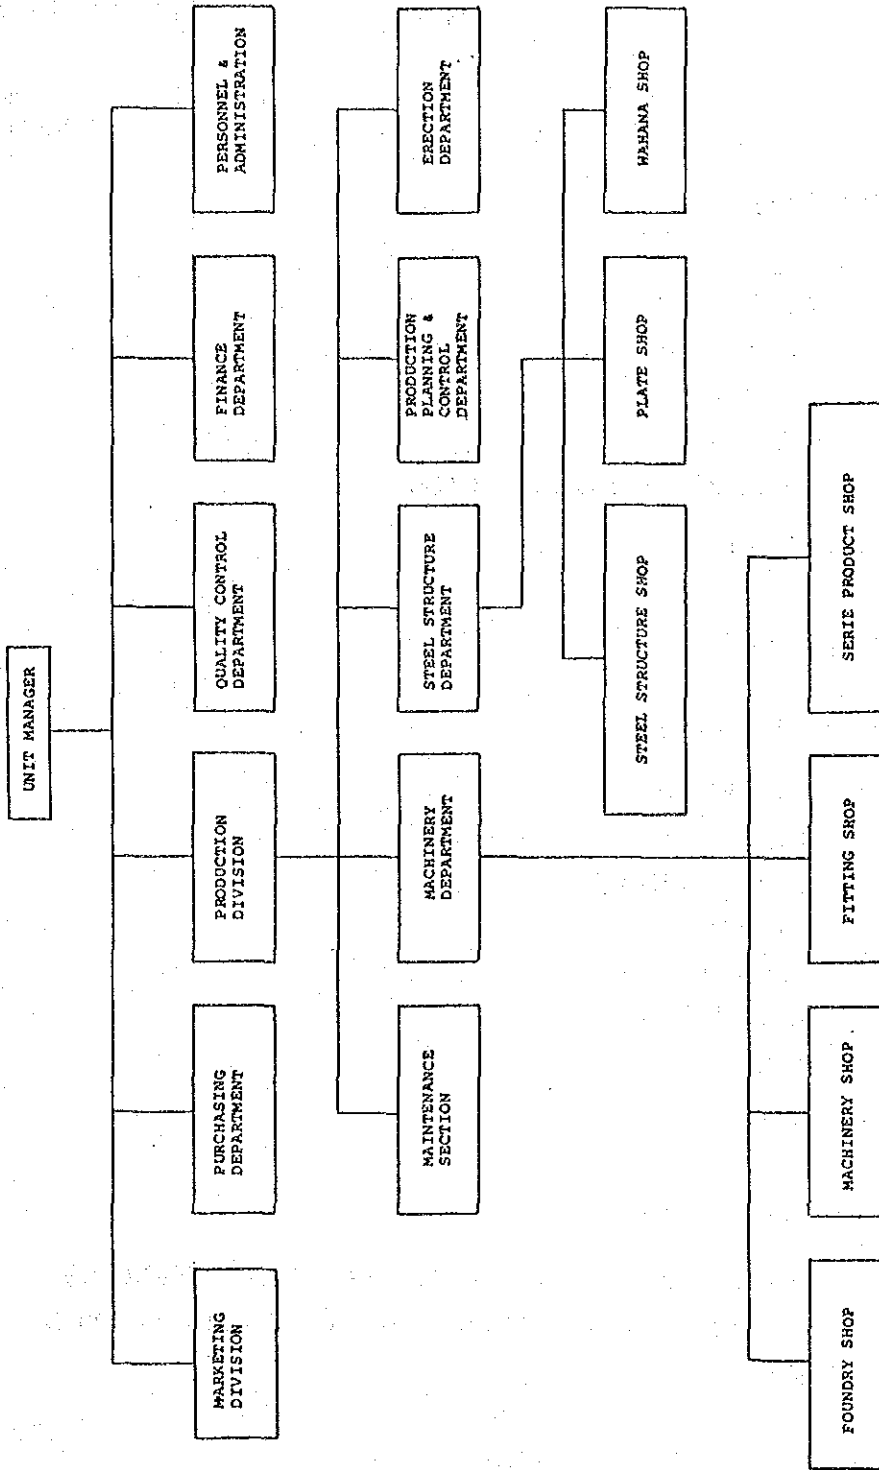 UNIT MANAGER
MARKETING
DIVISION
PURCHASING
DEPARTMENT
PRODUCTION
DIVISION
QUALITY CONTROL
DEPARTMENT
FINANCE
DEPARTMENT
PERSONNEL &
ADMINISTRATION
MAINTENANCE
SECTION
MACHINERY
DEPARTMENT
STEEL STRUCTURE
DEPARTMENT
PRODUCTION
PLANNING &
CONTROL
DEPARTMENT
ERECTION
DEPARTMENT
STEEL STRUCTURE SHOP
PLATE SHOP
WAHANA SHOP
FOUNDRY SHOP
MACHINERY SHOP
FITTING SHOP
SERIE PRODUCT SHOP